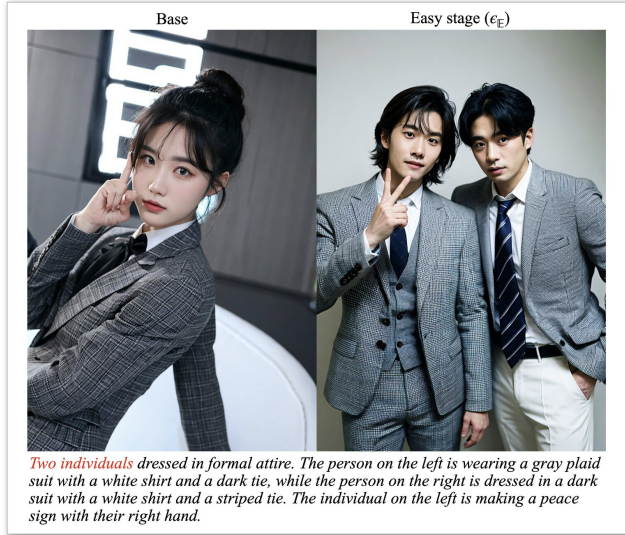 Base
Easy stage (ϵ𝔼)
Two individuals dressed in formal attire. The person on the left is wearing a gray plaid
suit with a white shirt and a dark tie, while the person on the right is dressed in a dark
suit with a white shirt and a striped tie. The individual on the left is making a peace
sign with their right hand.